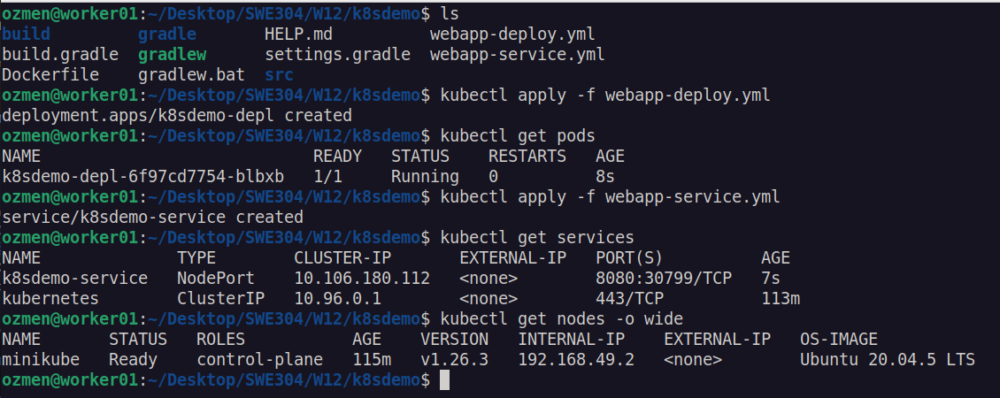 ozmen@worker01:~/Desktop/SWE304/W12/k8sdemo$ ls
build gradle HELP.md webapp-deploy.yml
build.gradle gradlew settings.gradle webapp-service.yml
Dockerfile gradlew.bat src
ozmen@worker01:~/Desktop/SWE304/W12/k8sdemo$ kubectl apply -f webapp-deploy.yml
deployment.apps/k8sdemo-depl created
ozmen@worker01:~/Desktop/SWE304/W12/k8sdemo$ kubectl get pods
NAME READY STATUS RESTARTS AGE
k8sdemo-depl-6f97cd7754-blbxb 1/1 Running 0 8s
ozmen@worker01:~/Desktop/SWE304/W12/k8sdemo$ kubectl apply -f webapp-service.yml
service/k8sdemo-service created
ozmen@worker01:~/Desktop/SWE304/W12/k8sdemo$ kubectl get services
NAME TYPE CLUSTER-IP EXTERNAL-IP PORT(S) AGE
k8sdemo-service NodePort 10.106.180.112 <none> 8080:30799/TCP 7s
kubernetes ClusterIP 10.96.0.1 <none> 443/TCP 113m
ozmen@worker01:~/Desktop/SWE304/W12/k8sdemo$ kubectl get nodes -o wide
NAME STATUS ROLES AGE VERSION INTERNAL-IP EXTERNAL-IP OS-IMAGE
minikube Ready control-plane 115m v1.26.3 192.168.49.2 <none> Ubuntu 20.04.5 LTS
ozmen@worker01:~/Desktop/SWE304/W12/k8sdemo$